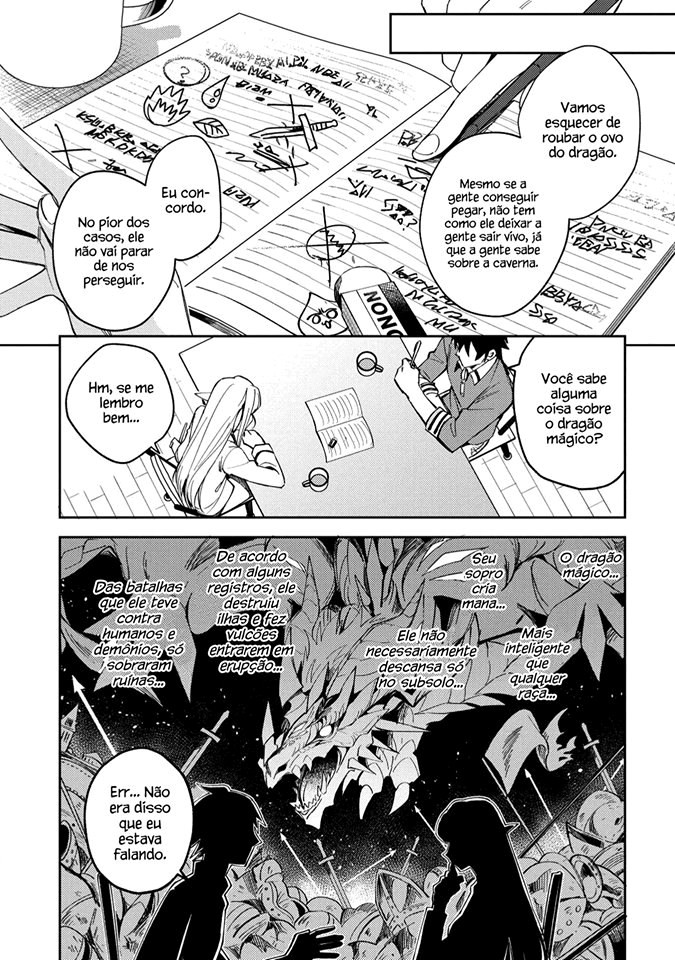 Vamos
esquecer de
roubar o ovo
do dragão.
Mesmo se a
gente conseguir
pegar, não tem
como ele deixar a
gente sair vivo, já
que a gente sabe
sobre a caverna.
Eu con-
cordo.
No pior dos
casos, ele
não vai parar
de nos
perseguir.
NONO
Você sabe
alguma
coisa sobre
o dragão
mágico?
Hm, se me
lembro
bem...
O dragão
mágico...
Seu
sopro
cria
mana...
Mais
inteligente
que
qualquer
raça...
Ele não
necessariamente
descansa só
no subsolo...
De acordo
com alguns
registros, ele
destruiu
ilhas e fez
vulcões
entrarem em
erupção...
Das batalhas
que ele teve
contra
humanos e
demônios, só
sobraram
ruínas...
Err... Não
era disso
que eu
estava
falando.